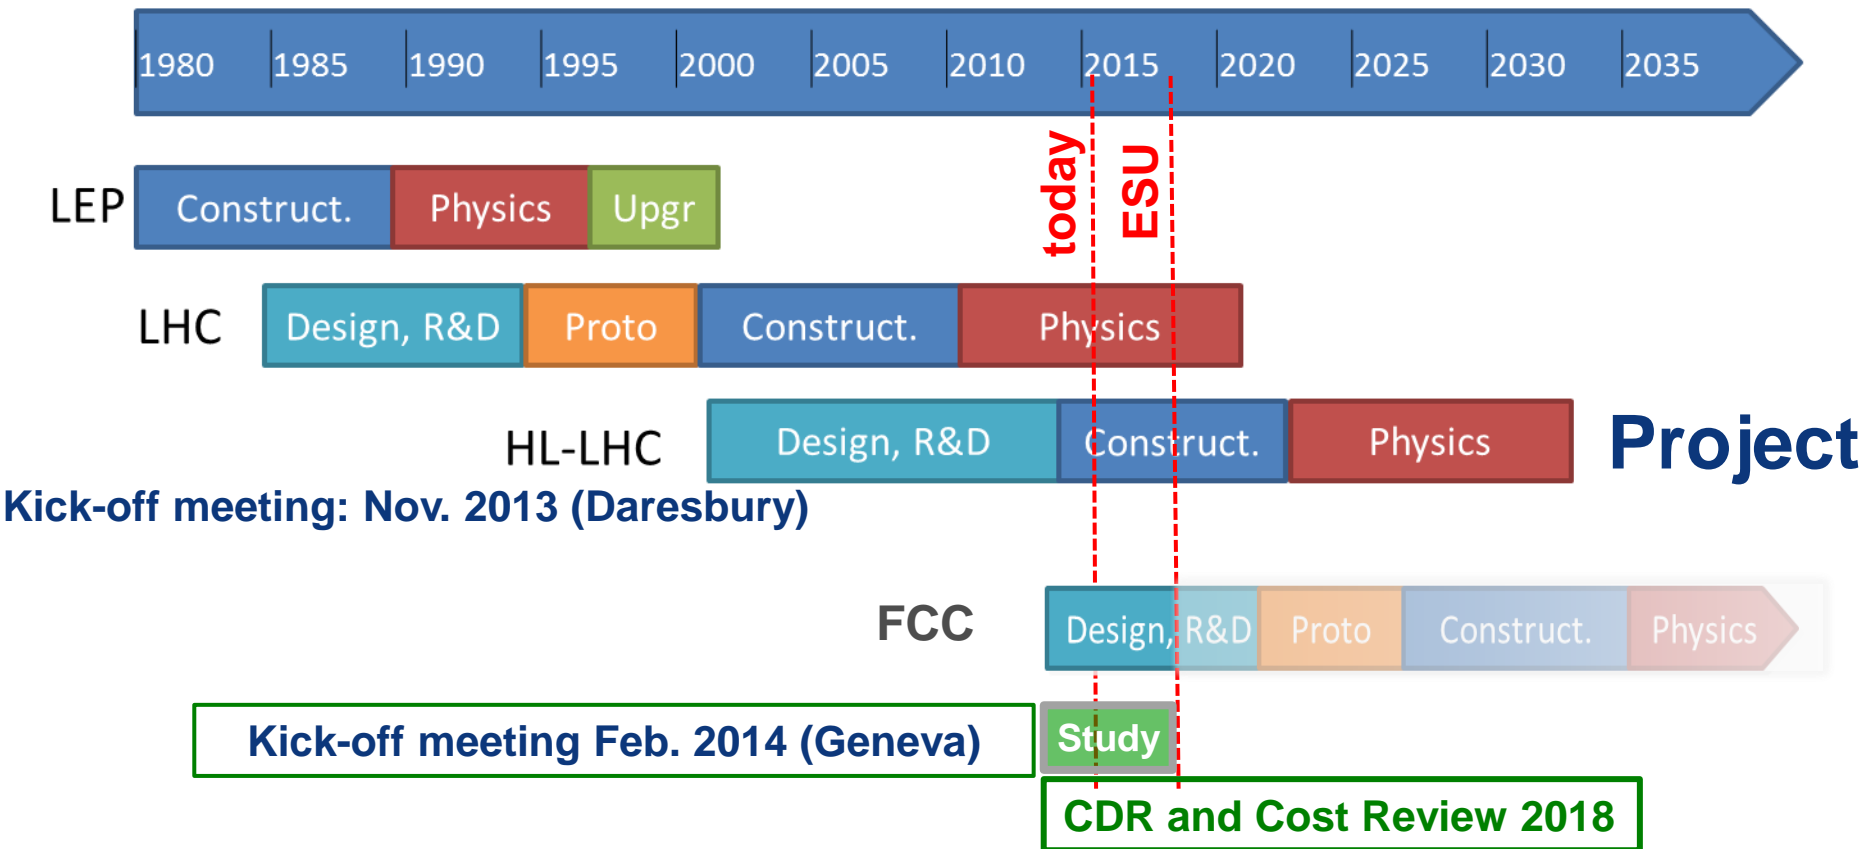 1980 1985 1990 1995 2000 2005 2010 2015 2020 2025 2030 2035
today
ESU
LEP Construct. Physics Upgr
LHC Design, R&D Proto Construct. Physics
HL-LHC Design, R&D Construct. Physics Project
Kick-off meeting: Nov. 2013 (Daresbury)
FCC Design, R&D Proto Construct. Physics
Kick-off meeting Feb. 2014 (Geneva) Study
CDR and Cost Review 2018